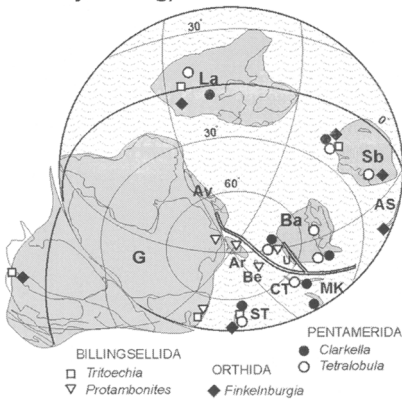 30°
La
0°
30°
Sb
60°
Av
AS
Ba
G
Ar
U
Be
CT
MK
ST
PENTAMERIDA
BILLINGSELLIDA
● Clarkella
□ Tritoechia
ORTHIDA
○ Tetralobula
▽ Protambonites
◆ Finkelnburgia